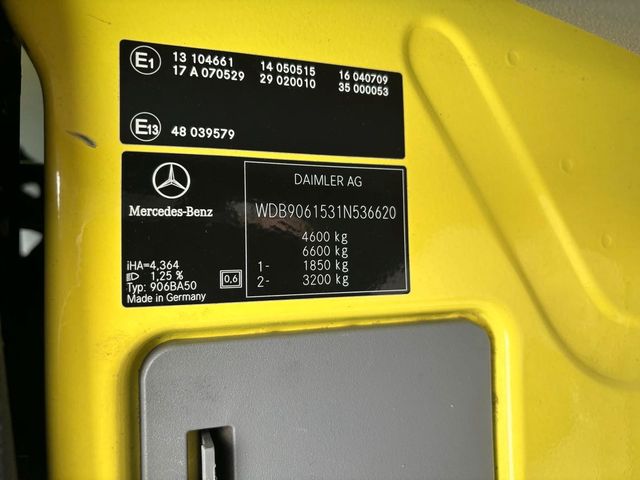 E1 13 104661 14 050515 16 040709
17 A 070529 29 020010 35 000053
E13 48 039579
DAIMLER AG
Mercedes-Benz
WDB9061531N536620
4600 kg
6600 kg
1- 1850 kg
2- 3200 kg
iHA=4,364
1,25 %
Typ: 906BA50
Made in Germany
0,6